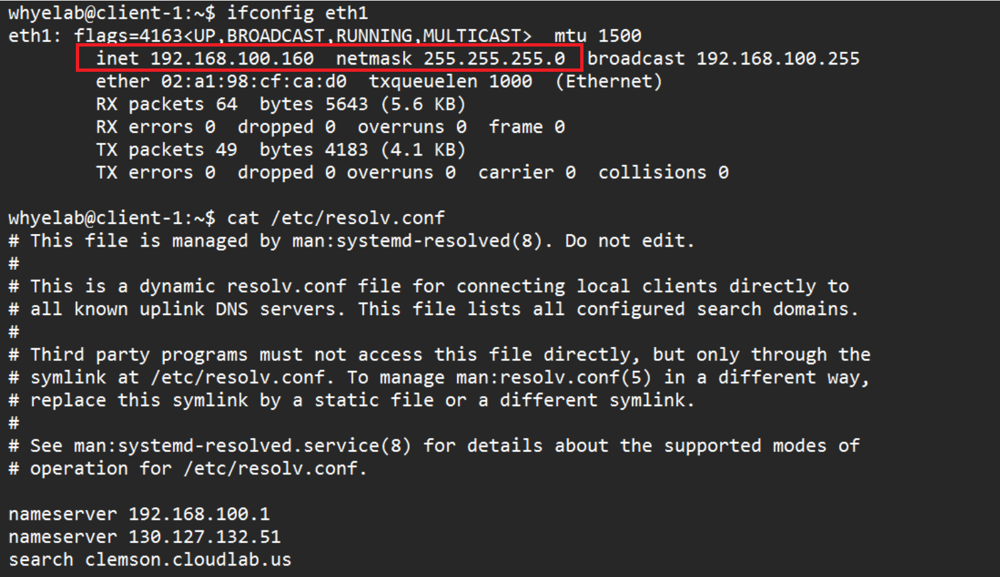 whyelab@client-1:~$ ifconfig eth1
eth1: flags=4163<UP,BROADCAST,RUNNING,MULTICAST>  mtu 1500
        inet 192.168.100.160  netmask 255.255.255.0  broadcast 192.168.100.255
        ether 02:a1:98:cf:ca:d0  txqueuelen 1000  (Ethernet)
        RX packets 64  bytes 5643 (5.6 KB)
        RX errors 0  dropped 0  overruns 0  frame 0
        TX packets 49  bytes 4183 (4.1 KB)
        TX errors 0  dropped 0 overruns 0  carrier 0  collisions 0

whyelab@client-1:~$ cat /etc/resolv.conf
# This file is managed by man:systemd-resolved(8). Do not edit.
#
# This is a dynamic resolv.conf file for connecting local clients directly to
# all known uplink DNS servers. This file lists all configured search domains.
#
# Third party programs must not access this file directly, but only through the
# symlink at /etc/resolv.conf. To manage man:resolv.conf(5) in a different way,
# replace this symlink by a static file or a different symlink.
#
# See man:systemd-resolved.service(8) for details about the supported modes of
# operation for /etc/resolv.conf.

nameserver 192.168.100.1
nameserver 130.127.132.51
search clemson.cloudlab.us